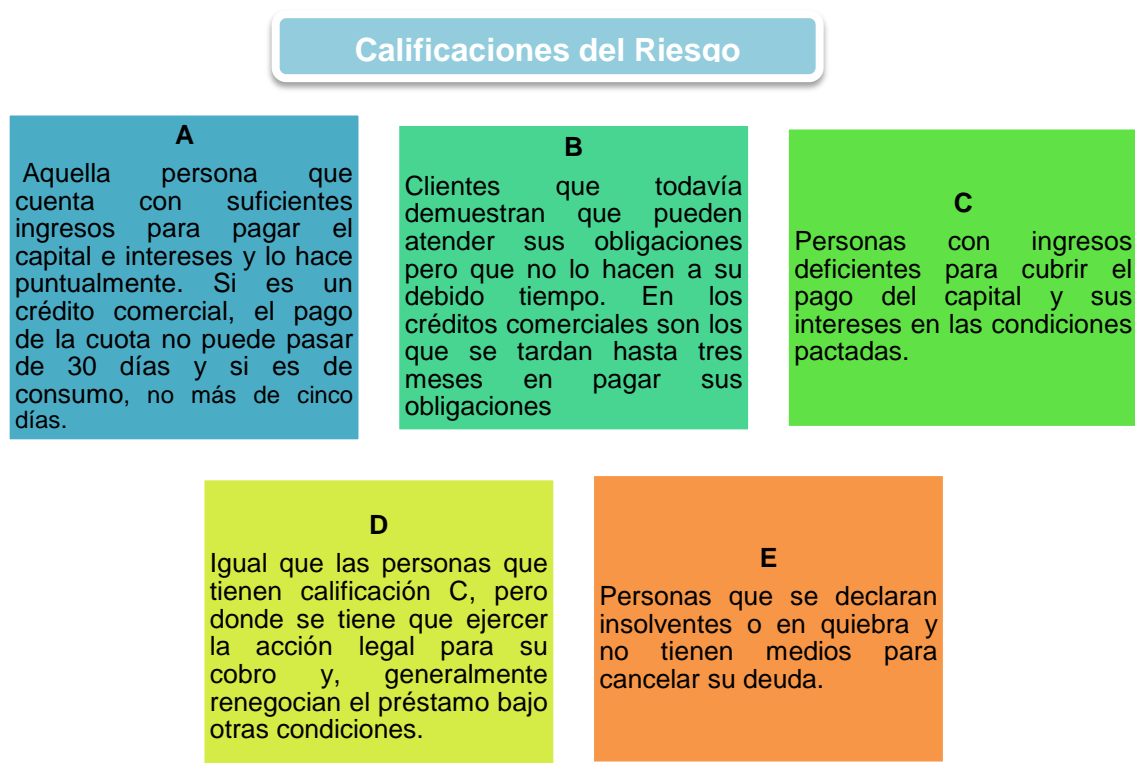 Calificaciones del Riesgo
A
Aquella persona que
cuenta con suficientes
ingresos para pagar el
capital e intereses y lo hace
puntualmente. Si es un
crédito comercial, el pago
de la cuota no puede pasar
de 30 días y si es de
consumo, no más de cinco
días.
B
Clientes que todavía
demuestran que pueden
atender sus obligaciones
pero que no lo hacen a su
debido tiempo. En los
créditos comerciales son los
que se tardan hasta tres
meses en pagar sus
obligaciones
C
Personas con ingresos
deficientes para cubrir el
pago del capital y sus
intereses en las condiciones
pactadas.
D
Igual que las personas que
tienen calificación C, pero
donde se tiene que ejercer
la acción legal para su
cobro y, generalmente
renegocian el préstamo bajo
otras condiciones.
E
Personas que se declaran
insolventes o en quiebra y
no tienen medios para
cancelar su deuda.